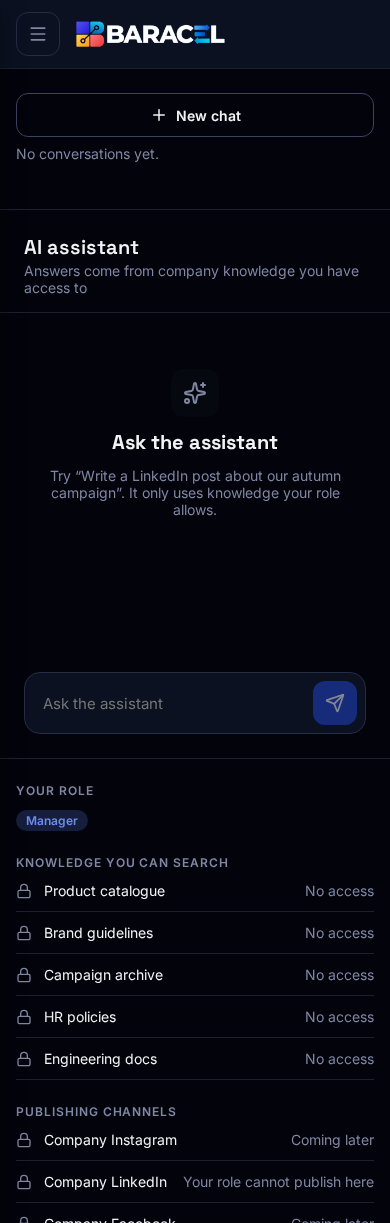 BARACEL
New chat
No conversations yet.
AI assistant
Answers come from company knowledge you have
access to
Ask the assistant
Try “Write a LinkedIn post about our autumn
campaign”. It only uses knowledge your role
allows.
Ask the assistant
YOUR ROLE
Manager
KNOWLEDGE YOU CAN SEARCH
Product catalogue No access
Brand guidelines No access
Campaign archive No access
HR policies No access
Engineering docs No access
PUBLISHING CHANNELS
Company Instagram Coming later
Company LinkedIn Your role cannot publish here
Company Facebook Coming later